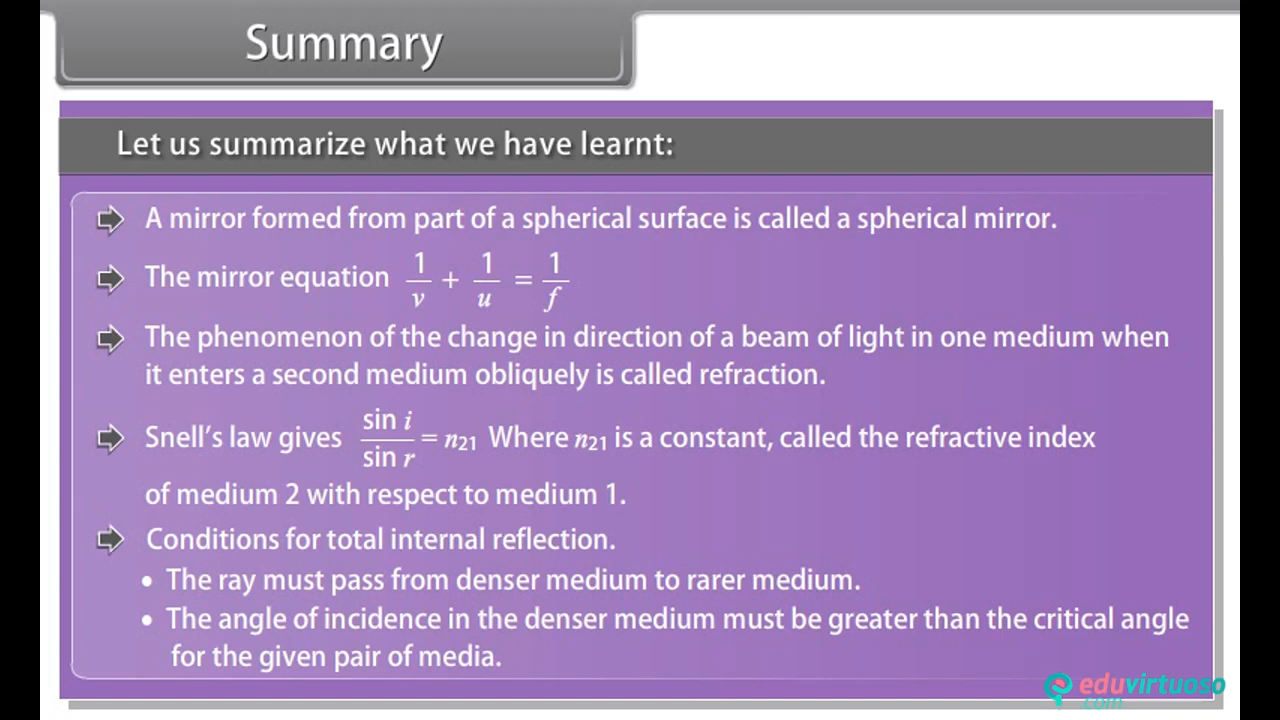 Summary
Let us summarize what we have learnt:
A mirror formed from part of a spherical surface is called a spherical mirror.
The mirror equation 1/v + 1/u = 1/f
The phenomenon of the change in direction of a beam of light in one medium when
it enters a second medium obliquely is called refraction.
Snell's law gives sin i/sin r = n₂₁ Where n₂₁ is a constant, called the refractive index
of medium 2 with respect to medium 1.
Conditions for total internal reflection.
• The ray must pass from denser medium to rarer medium.
• The angle of incidence in the denser medium must be greater than the critical angle
for the given pair of media.
eduvirtuoso
.com